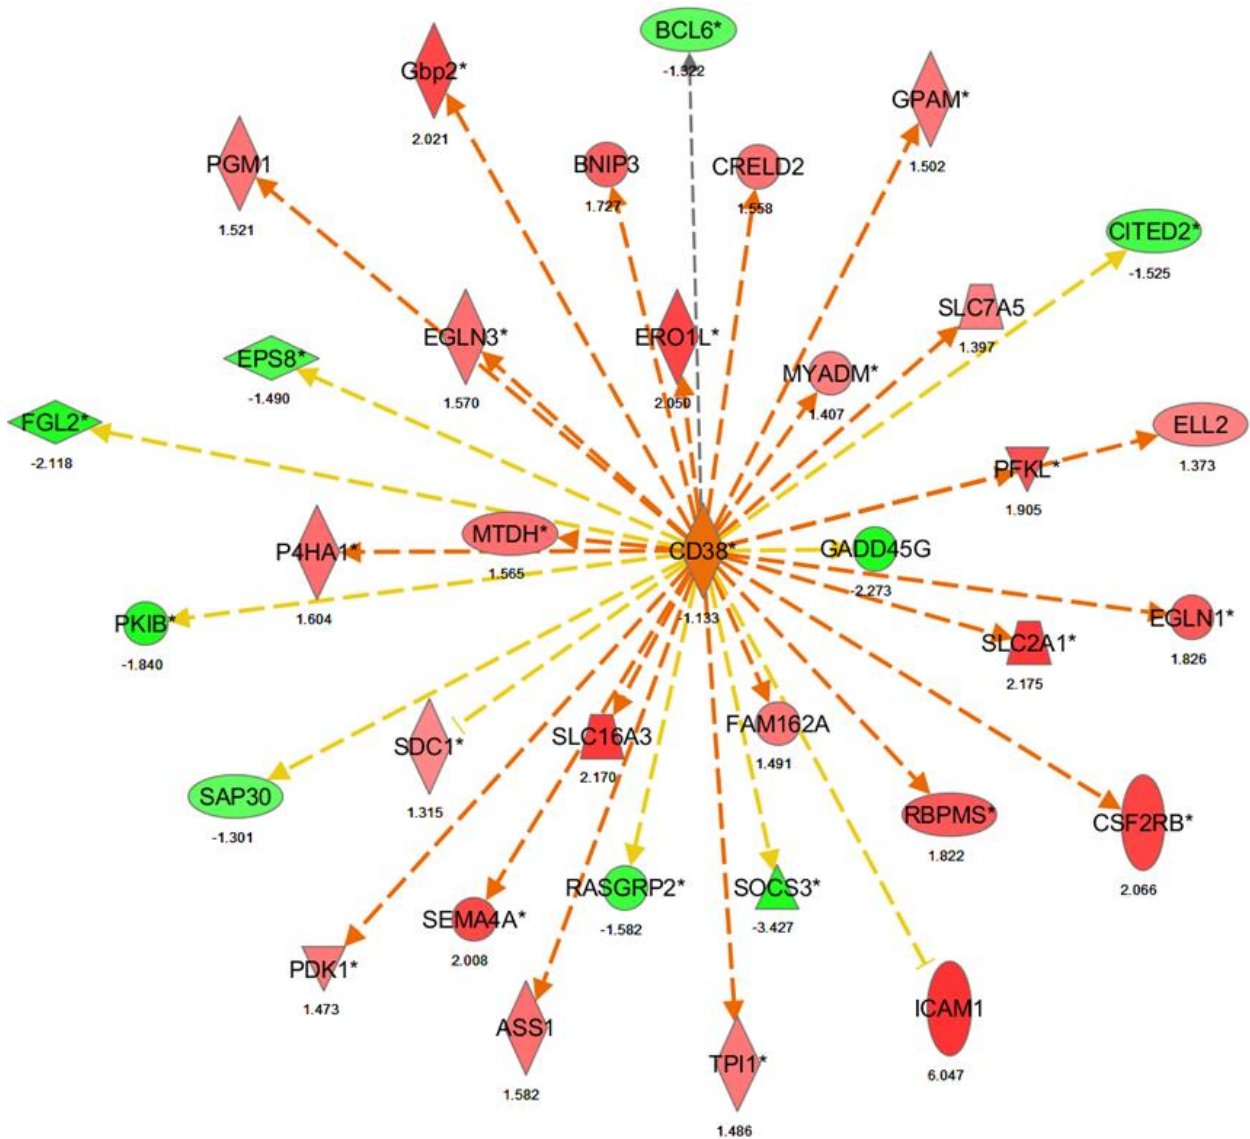 BCL6*
-1.322
Gbp2*
2.021
GPAM*
1.502
PGM1
1.521
BNIP3
1.727
CRELD2
1.558
CITED2*
-1.525
SLC7A5
1.397
EGLN3*
1.570
ERO1L*
2.050
EPS8*
-1.490
MYADM*
1.407
FGL2*
-2.118
ELL2
1.373
PFKL*
1.905
MTDH*
1.565
P4HA1*
1.604
CD38*
-1.133
GADD45G
-2.273
PKIB*
-1.840
EGLN1*
1.826
SLC2A1*
2.175
SDC1*
1.315
SLC16A3
2.170
FAM162A
1.491
SAP30
-1.301
RBPMS*
1.822
CSF2RB*
2.066
RASGRP2*
-1.582
SOCS3*
-3.427
SEMA4A*
2.008
PDK1*
1.473
ASS1
1.582
ICAM1
6.047
TPI1*
1.486